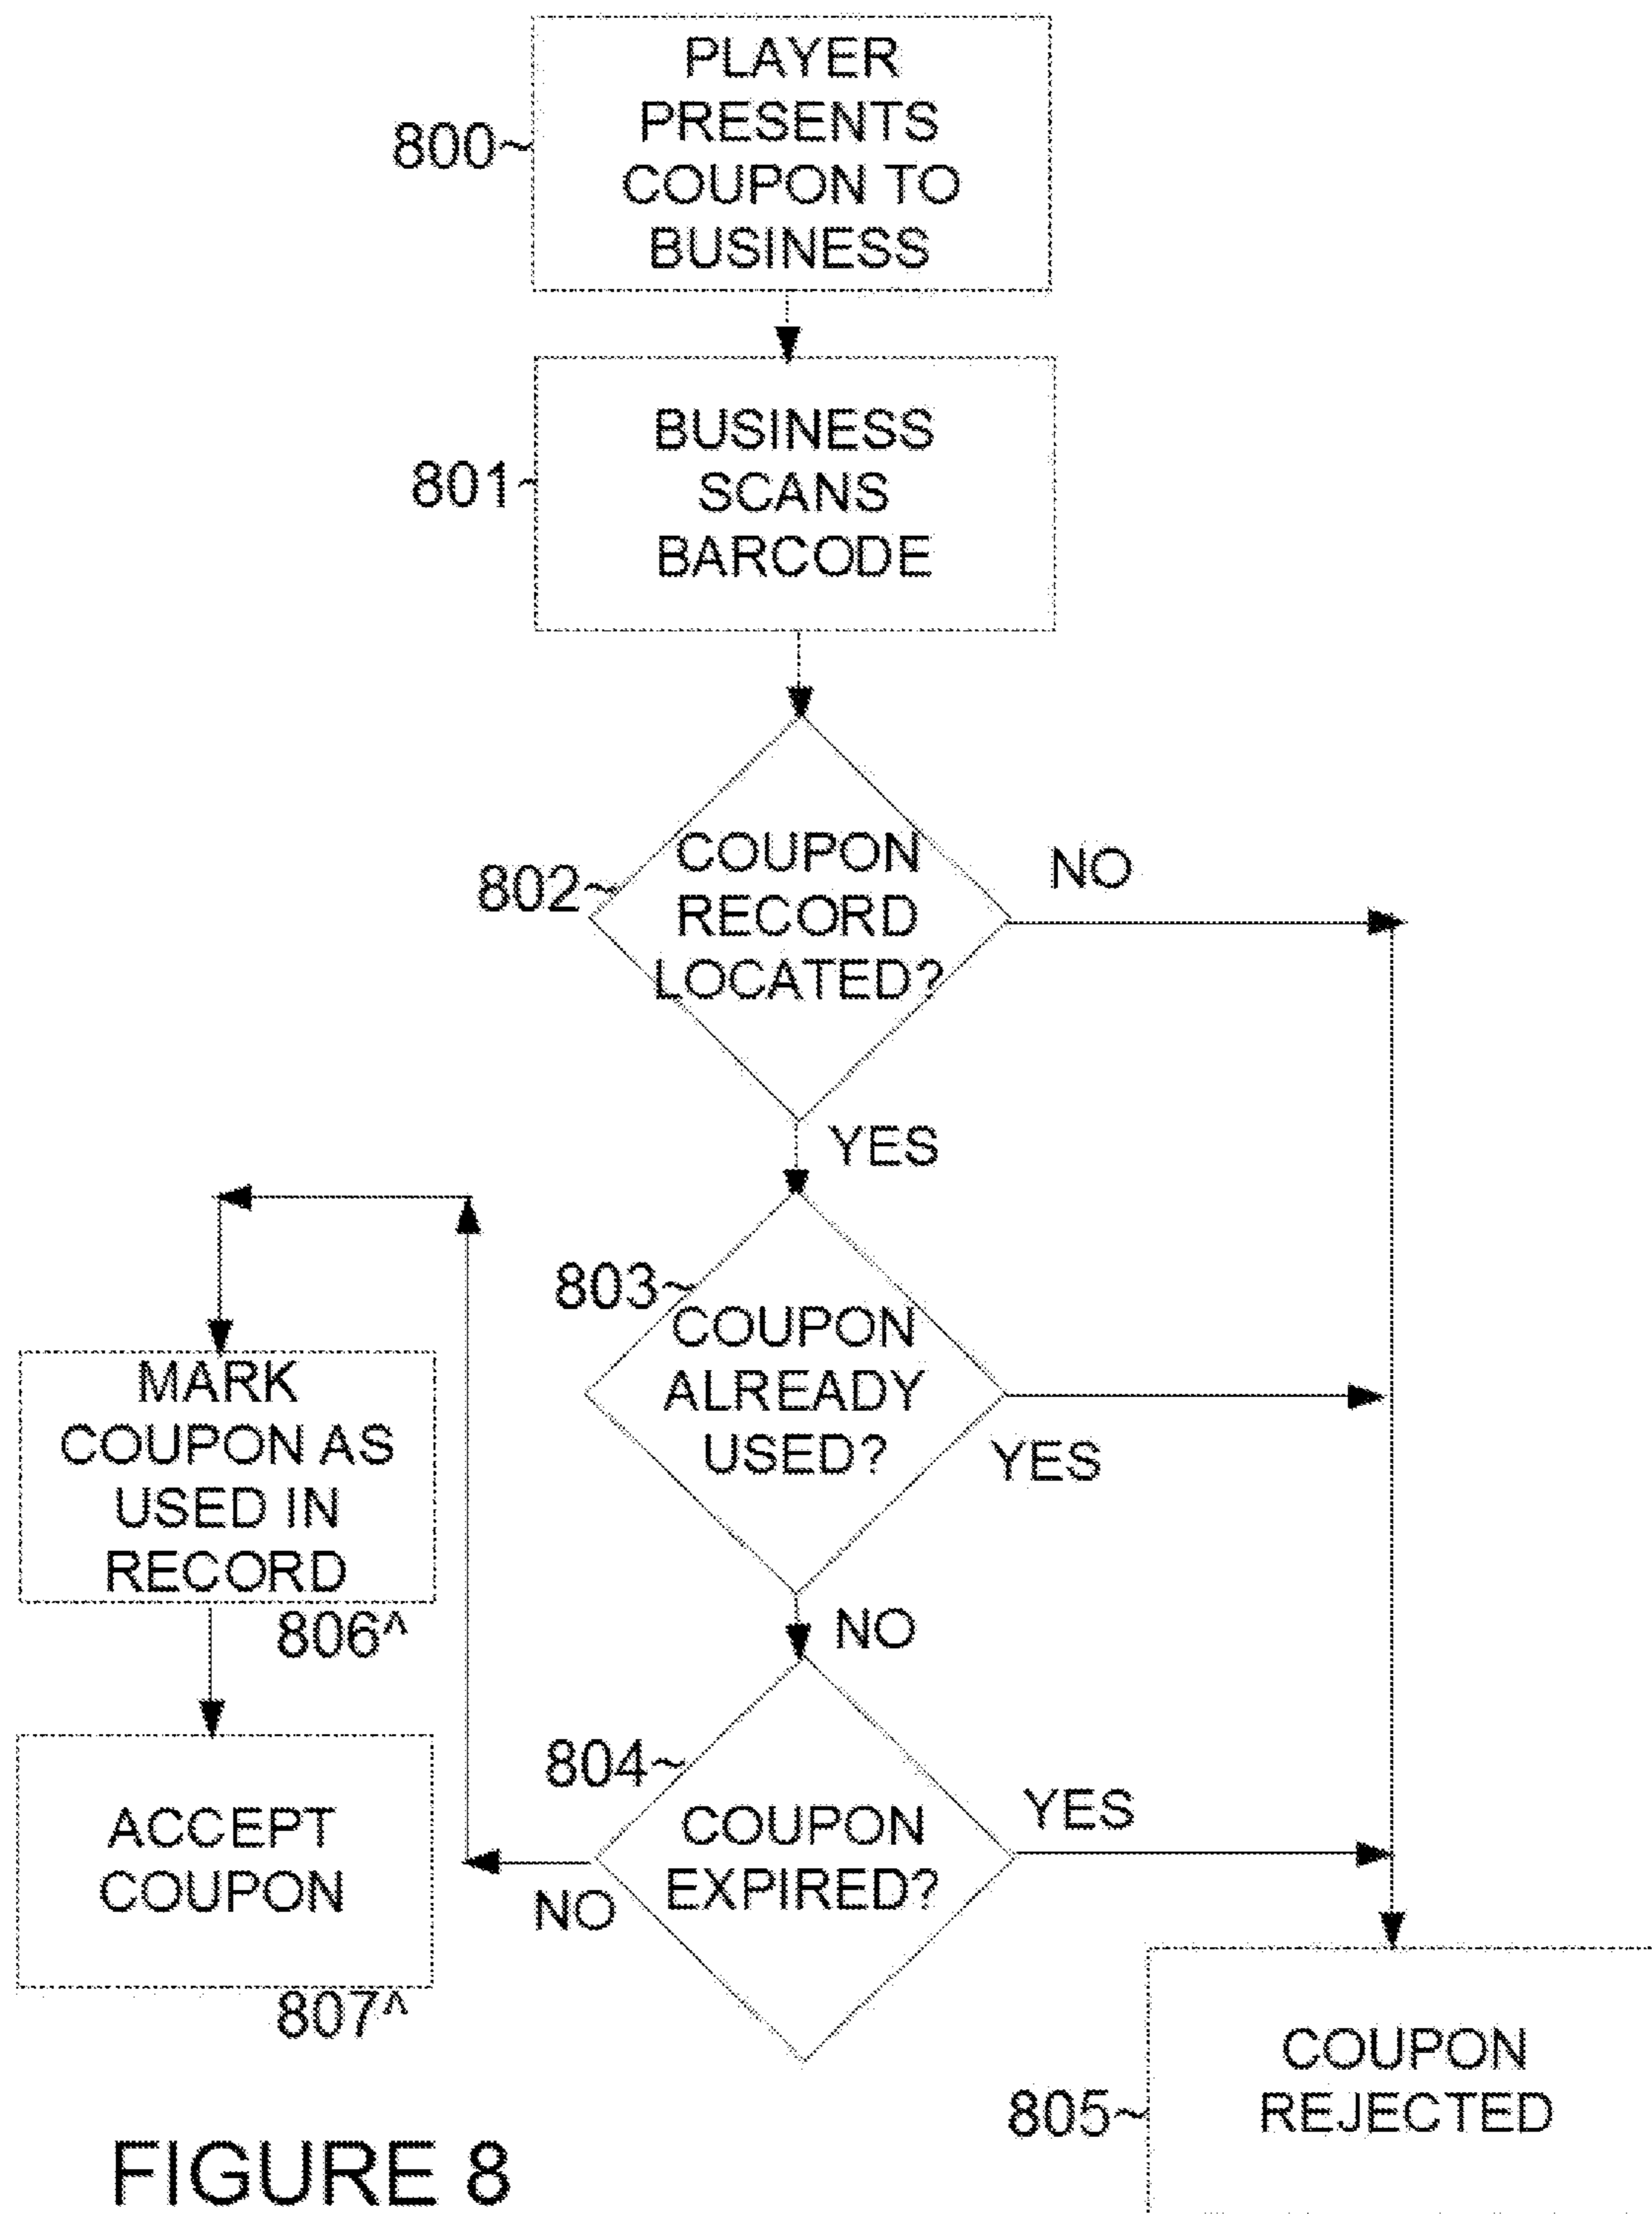 PLAYER
PRESENTS
800~
COUPON TO
BUSINESS
BUSINESS
801~
SCANS
BARCODE
COUPON
NO
802~
RECORD
LOCATED?
YES
803~
COUPON
ALREADY
USED?
YES
MARK
COUPON AS
USED IN
RECORD
806^
NO
804~
COUPON
EXPIRED?
YES
NO
ACCEPT
COUPON
807^
COUPON
805~
REJECTED
FIGURE 8